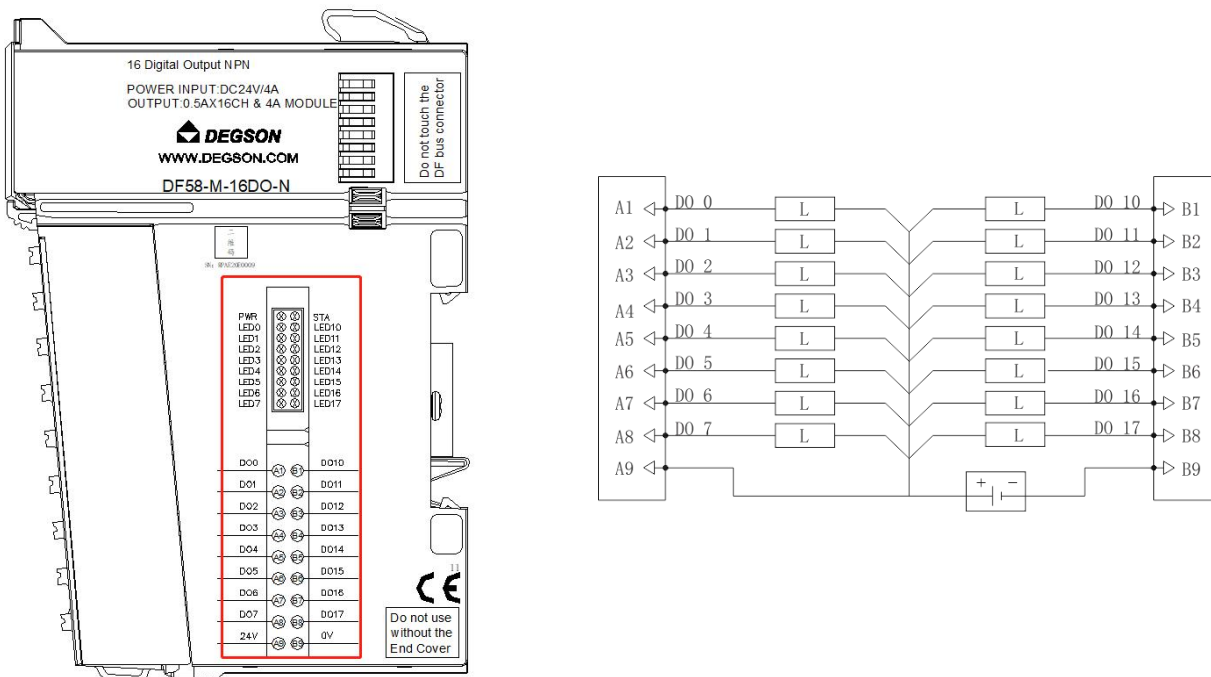 16 Digital Output NPN
POWER INPUT:DC24V/4A
OUTPUT:0.5AX16CH & 4A MODULE
DEGSON
WWW.DEGSON.COM
DF58-M-16DO-N
Do not touch the
DF bus connector
二
维
码
PWR STA
LED0 LED10
LED1 LED11
LED2 LED12
LED3 LED13
LED4 LED14
LED5 LED15
LED6 LED16
LED7 LED17
DO0 A1 B1 DO10
DO1 A2 B2 DO11
DO2 A3 B3 DO12
DO3 A4 B4 DO13
DO4 A5 B5 DO14
DO5 A6 B6 DO15
DO6 A7 B7 DO16
DO7 A8 B8 DO17
24V A9 B9 0V
CE
11
Do not use
without the
End Cover
A1 DO 0 L L DO 10 B1
A2 DO 1 L L DO 11 B2
A3 DO 2 L L DO 12 B3
A4 DO 3 L L DO 13 B4
A5 DO 4 L L DO 14 B5
A6 DO 5 L L DO 15 B6
A7 DO 6 L L DO 16 B7
A8 DO 7 L L DO 17 B8
A9 B9
+ −